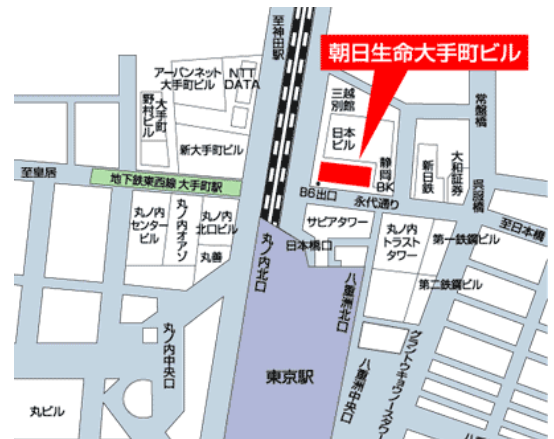 至神田駅
朝日生命大手町ビル
アーバンネット
大手町ビル
NTT
DATA
三越
別館
常盤橋
野村ビル
大手町
日本
ビル
新大手町ビル
静岡BK
新日鉄
大和証券
至皇居
地下鉄東西線 大手町駅
B6出口
永代通り
呉服橋
至日本橋
丸ノ内
センター
ビル
丸ノ内オアゾ
丸ノ内
北口ビル
丸善
サピアタワー
日本橋口
丸ノ内
トラスト
タワー
第一鉄鋼ビル
第二鉄鋼ビル
丸ノ内北口
八重洲北口
丸ノ内中央口
東京駅
八重洲中央口
グラントウキョウノースタワー
丸ビル